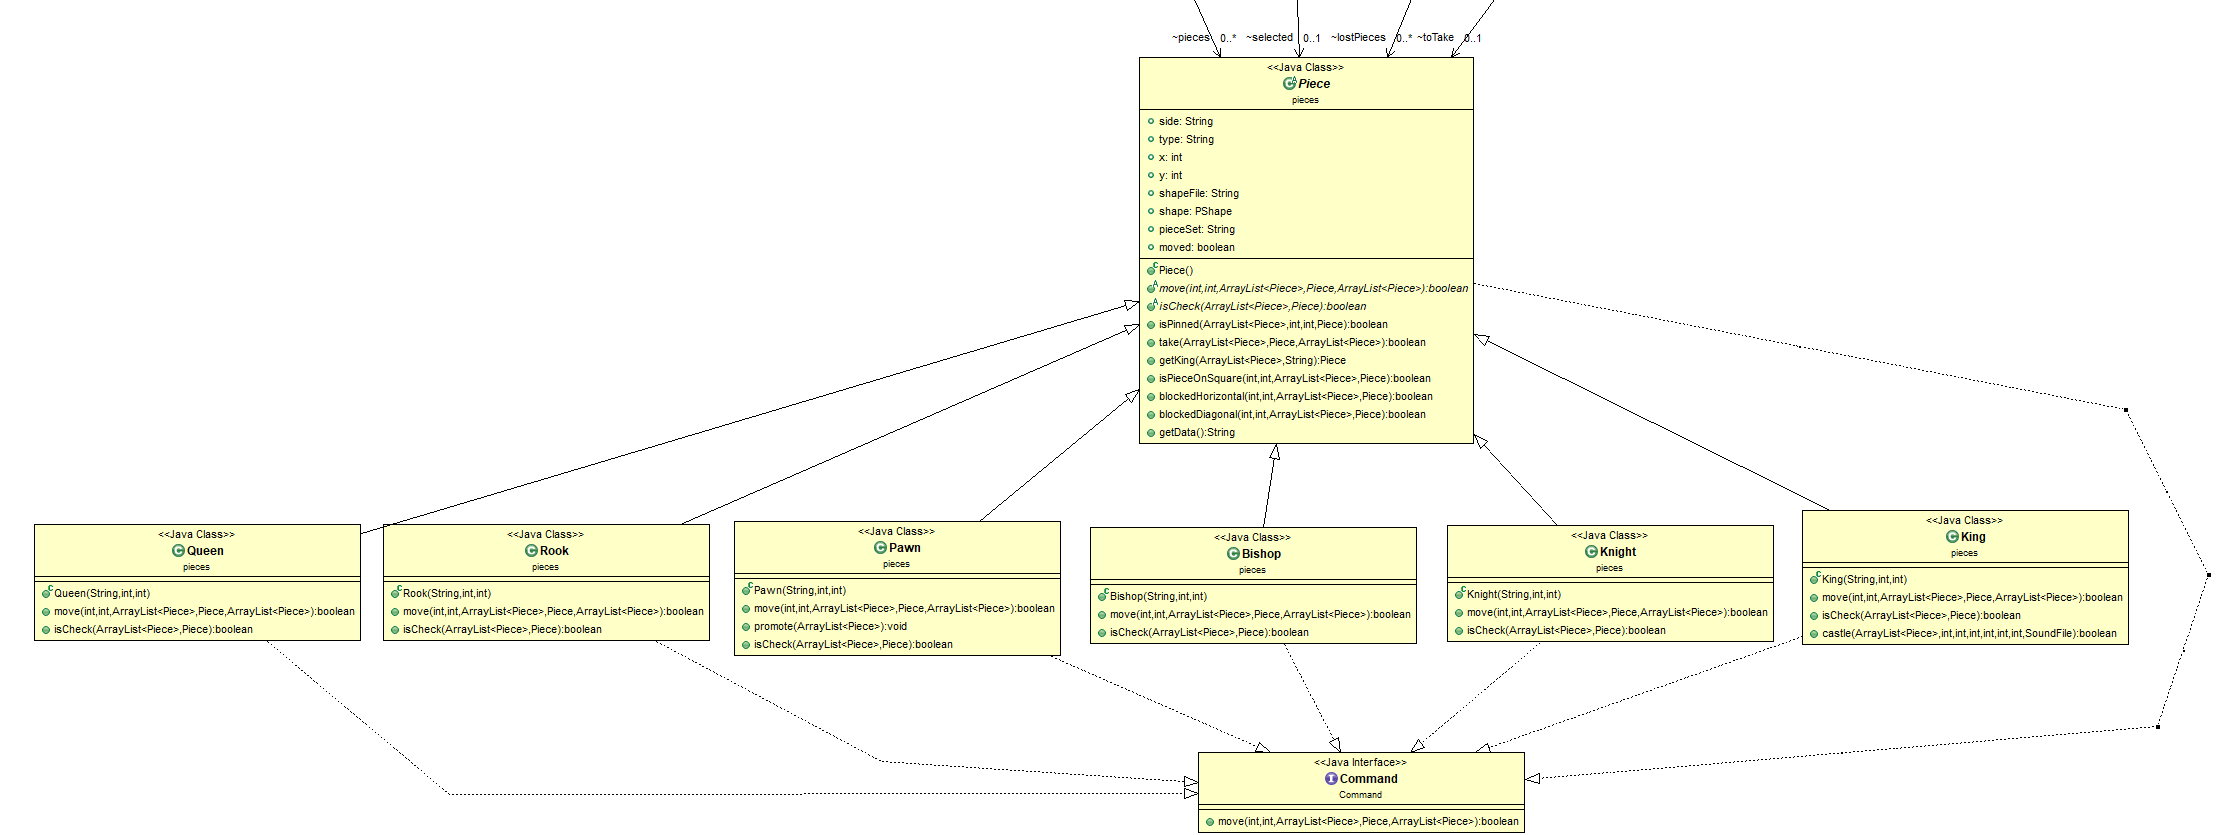 ~pieces 0..* ~selected 0..1 ~lostPieces 0..* ~toTake 0..1
<<Java Class>>
Piece
pieces
side: String
type: String
x: int
y: int
shapeFile: String
shape: PShape
pieceSet: String
moved: boolean
Piece()
move(int,int,ArrayList<Piece>,Piece,ArrayList<Piece>):boolean
isCheck(ArrayList<Piece>,Piece):boolean
isPinned(ArrayList<Piece>,int,int,Piece):boolean
take(ArrayList<Piece>,Piece,ArrayList<Piece>):boolean
getKing(ArrayList<Piece>,String):Piece
isPieceOnSquare(int,int,ArrayList<Piece>,Piece):boolean
blockedHorizontal(int,int,ArrayList<Piece>,Piece):boolean
blockedDiagonal(int,int,ArrayList<Piece>,Piece):boolean
getData():String
<<Java Class>>
Queen
pieces
Queen(String,int,int)
move(int,int,ArrayList<Piece>,Piece,ArrayList<Piece>):boolean
isCheck(ArrayList<Piece>,Piece):boolean
<<Java Class>>
Rook
pieces
Rook(String,int,int)
move(int,int,ArrayList<Piece>,Piece,ArrayList<Piece>):boolean
isCheck(ArrayList<Piece>,Piece):boolean
<<Java Class>>
Pawn
pieces
Pawn(String,int,int)
move(int,int,ArrayList<Piece>,Piece,ArrayList<Piece>):boolean
promote(ArrayList<Piece>):void
isCheck(ArrayList<Piece>,Piece):boolean
<<Java Class>>
Bishop
pieces
Bishop(String,int,int)
move(int,int,ArrayList<Piece>,Piece,ArrayList<Piece>):boolean
isCheck(ArrayList<Piece>,Piece):boolean
<<Java Class>>
Knight
pieces
Knight(String,int,int)
move(int,int,ArrayList<Piece>,Piece,ArrayList<Piece>):boolean
isCheck(ArrayList<Piece>,Piece):boolean
<<Java Class>>
King
pieces
King(String,int,int)
move(int,int,ArrayList<Piece>,Piece,ArrayList<Piece>):boolean
isCheck(ArrayList<Piece>,Piece):boolean
castle(ArrayList<Piece>,int,int,int,int,int,int,SoundFile):boolean
<<Java Interface>>
Command
Command
move(int,int,ArrayList<Piece>,Piece,ArrayList<Piece>):boolean